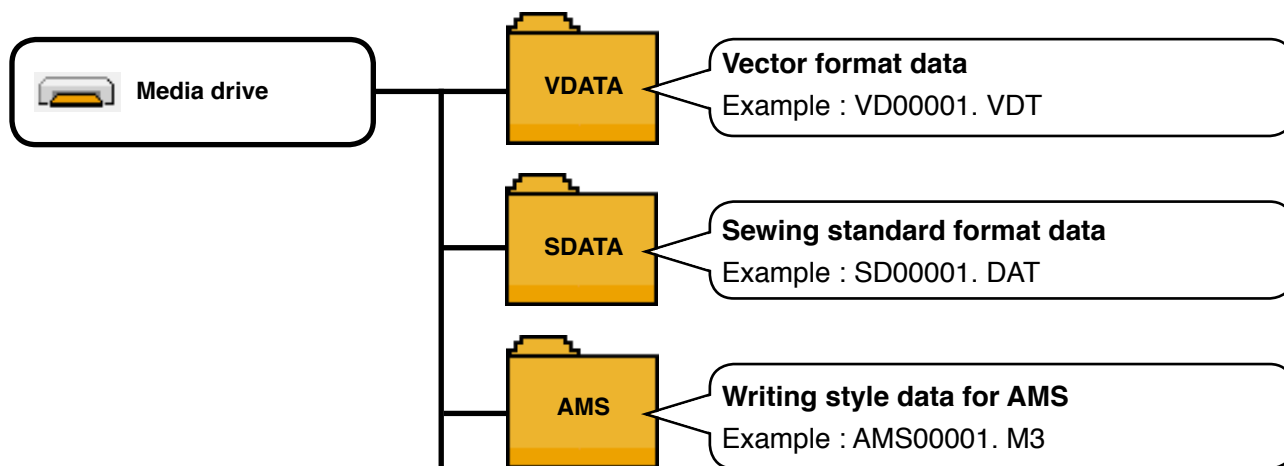 Media drive
VDATA
Vector format data
Example : VD00001. VDT
SDATA
Sewing standard format data
Example : SD00001. DAT
AMS
Writing style data for AMS
Example : AMS00001. M3